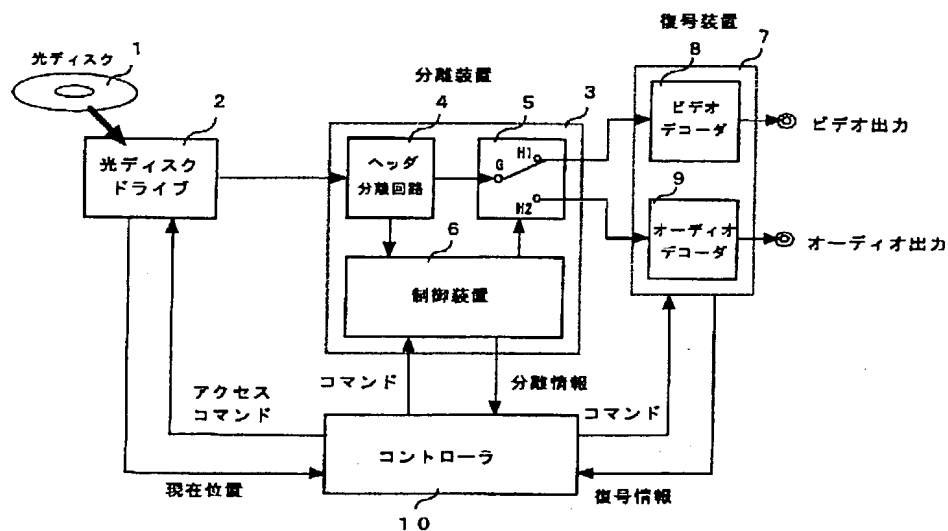 復号装置
光ディスク
1
7
分離装置
8
2
4
5
3
ビデオ
デコーダ
ビデオ出力
光ディスク
ドライブ
ヘッダ
分離回路
G
H1
H2
9
オーディオ
デコーダ
オーディオ出力
6
制御装置
コマンド
分離情報
アクセス
コマンド
コマンド
コントローラ
現在位置
復号情報
10